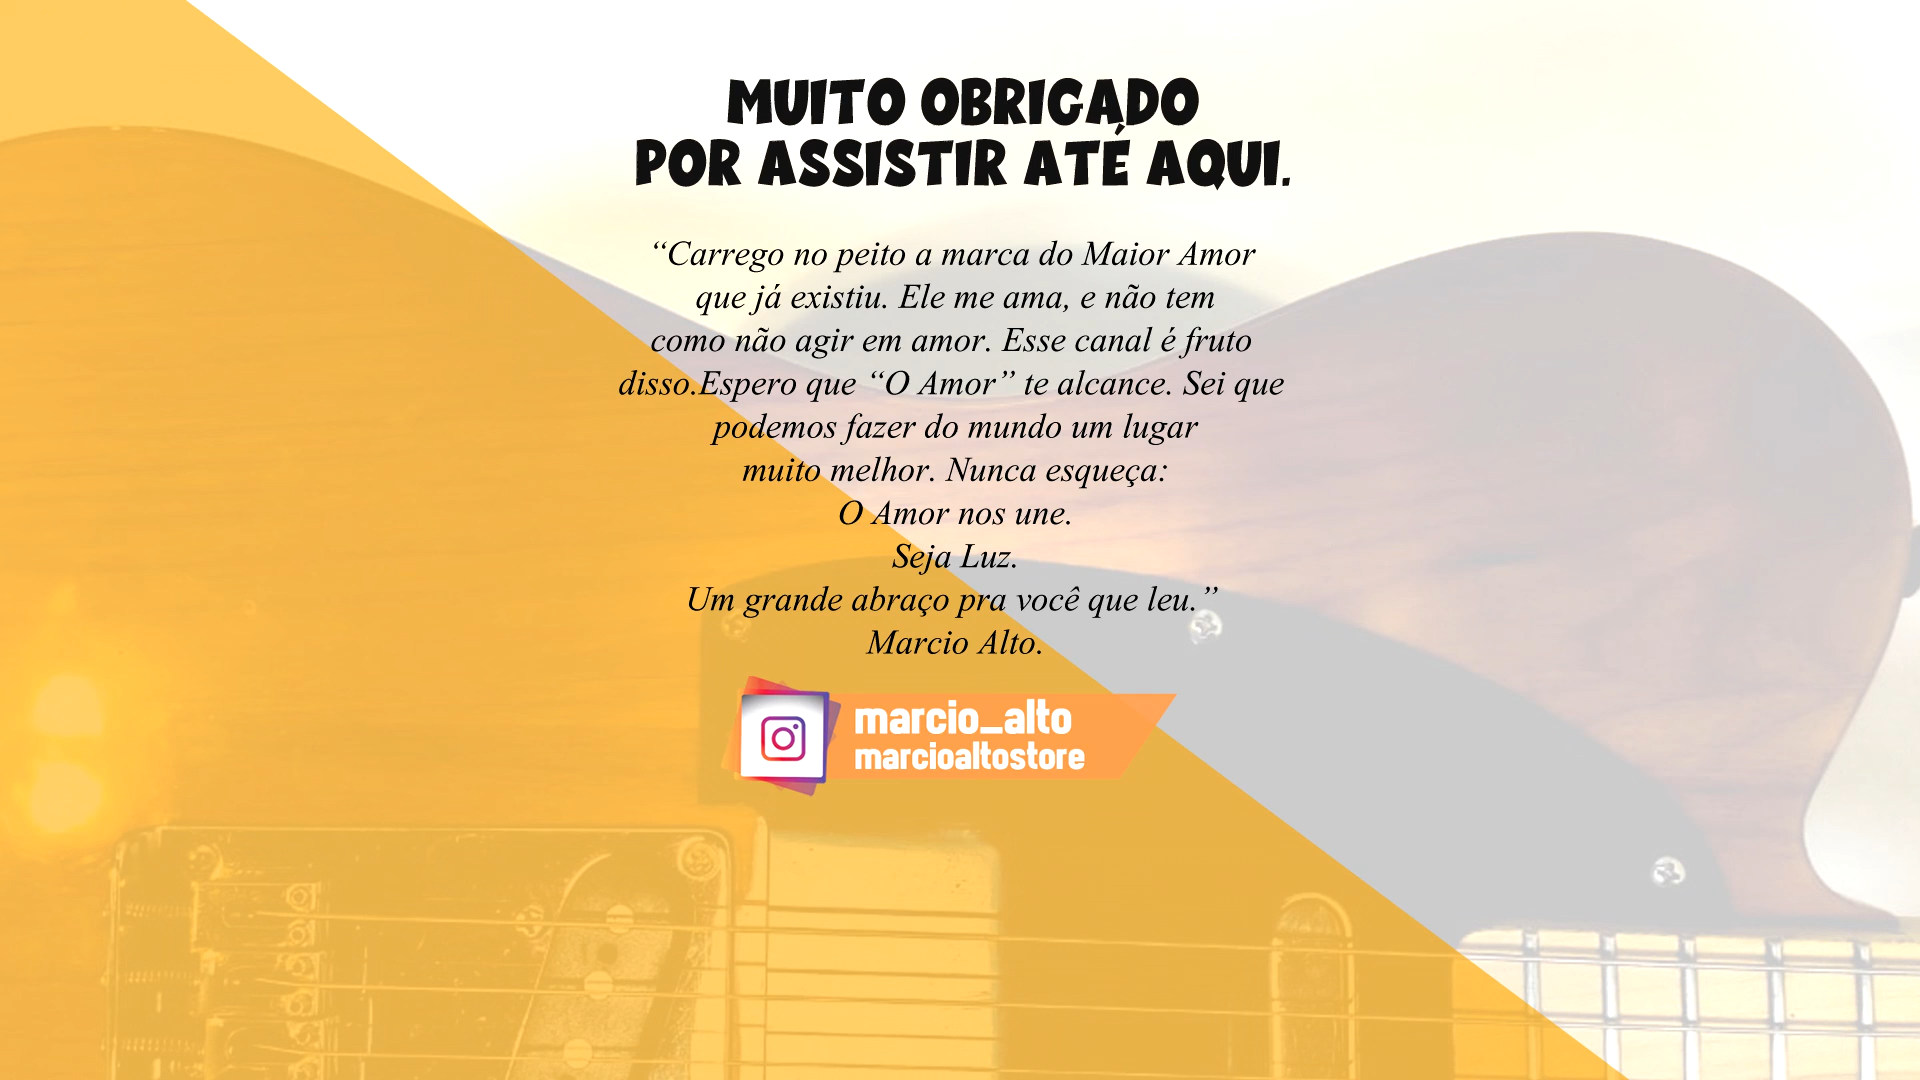 MUITO OBRIGADO
POR ASSISTIR ATÉ AQUI.
“Carrego no peito a marca do Maior Amor
que já existiu. Ele me ama, e não tem
como não agir em amor. Esse canal é fruto
disso.Espero que “O Amor” te alcance. Sei que
podemos fazer do mundo um lugar
muito melhor. Nunca esqueça:
O Amor nos une.
Seja Luz.
Um grande abraço pra você que leu.”
Marcio Alto.
marcio_alto
marcioaltostore